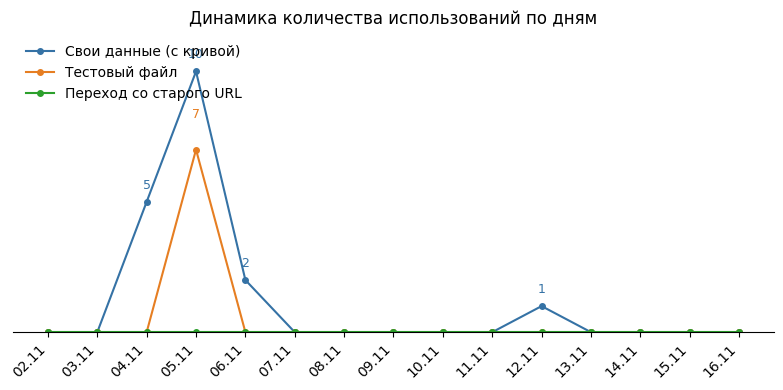 Динамика количества использований по дням
Свои данные (с кривой)
Тестовый файл
Переход со старого URL
10
7
5
2
1
02.11 03.11 04.11 05.11 06.11 07.11 08.11 09.11 10.11 11.11 12.11 13.11 14.11 15.11 16.11